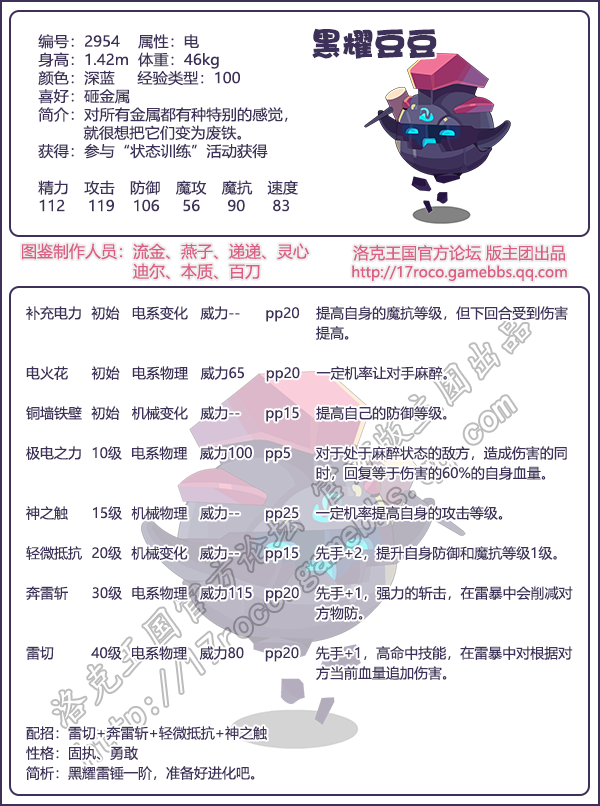 黑耀豆豆
编号：2954 属性：电
身高：1.42m 体重：46kg
颜色：深蓝 经验类型：100
喜好：砸金属
简介：对所有金属都有种特别的感觉，
就很想把它们变为废铁。
获得：参与“状态训练”活动获得
精力 攻击 防御 魔攻 魔抗 速度
112 119 106 56 90 83
图鉴制作人员：流金、燕子、递递、灵心
迪尔、本质、百刀
洛克王国官方论坛 版主团出品
http://17roco.gamebbs.qq.com
补充电力 初始 电系变化 威力-- pp20 提高自身的魔抗等级，但下回合受到伤害
提高。
电火花 初始 电系物理 威力65 pp20 一定机率让对手麻醉。
铜墙铁壁 初始 机械变化 威力-- pp15 提高自己的防御等级。
极电之力 10级 电系物理 威力100 pp5 对于处于麻醉状态的敌方，造成伤害的同
时，回复等于伤害的60%的自身血量。
神之触 15级 机械物理 威力-- pp25 一定机率提高自身的攻击等级。
轻微抵抗 20级 机械变化 威力-- pp15 先手+2，提升自身防御和魔抗等级1级。
奔雷斩 30级 电系物理 威力115 pp20 先手+1，强力的斩击，在雷暴中会削减对
方物防。
雷切 40级 电系物理 威力80 pp20 先手+1，高命中技能，在雷暴中对根据对
方当前血量追加伤害。
配招：雷切+奔雷斩+轻微抵抗+神之触
性格：固执、勇敢
简析：黑耀雷锤一阶，准备好进化吧。
洛克王国官方论坛 官方版主团出品
http://17roco.gamebbs.qq.com